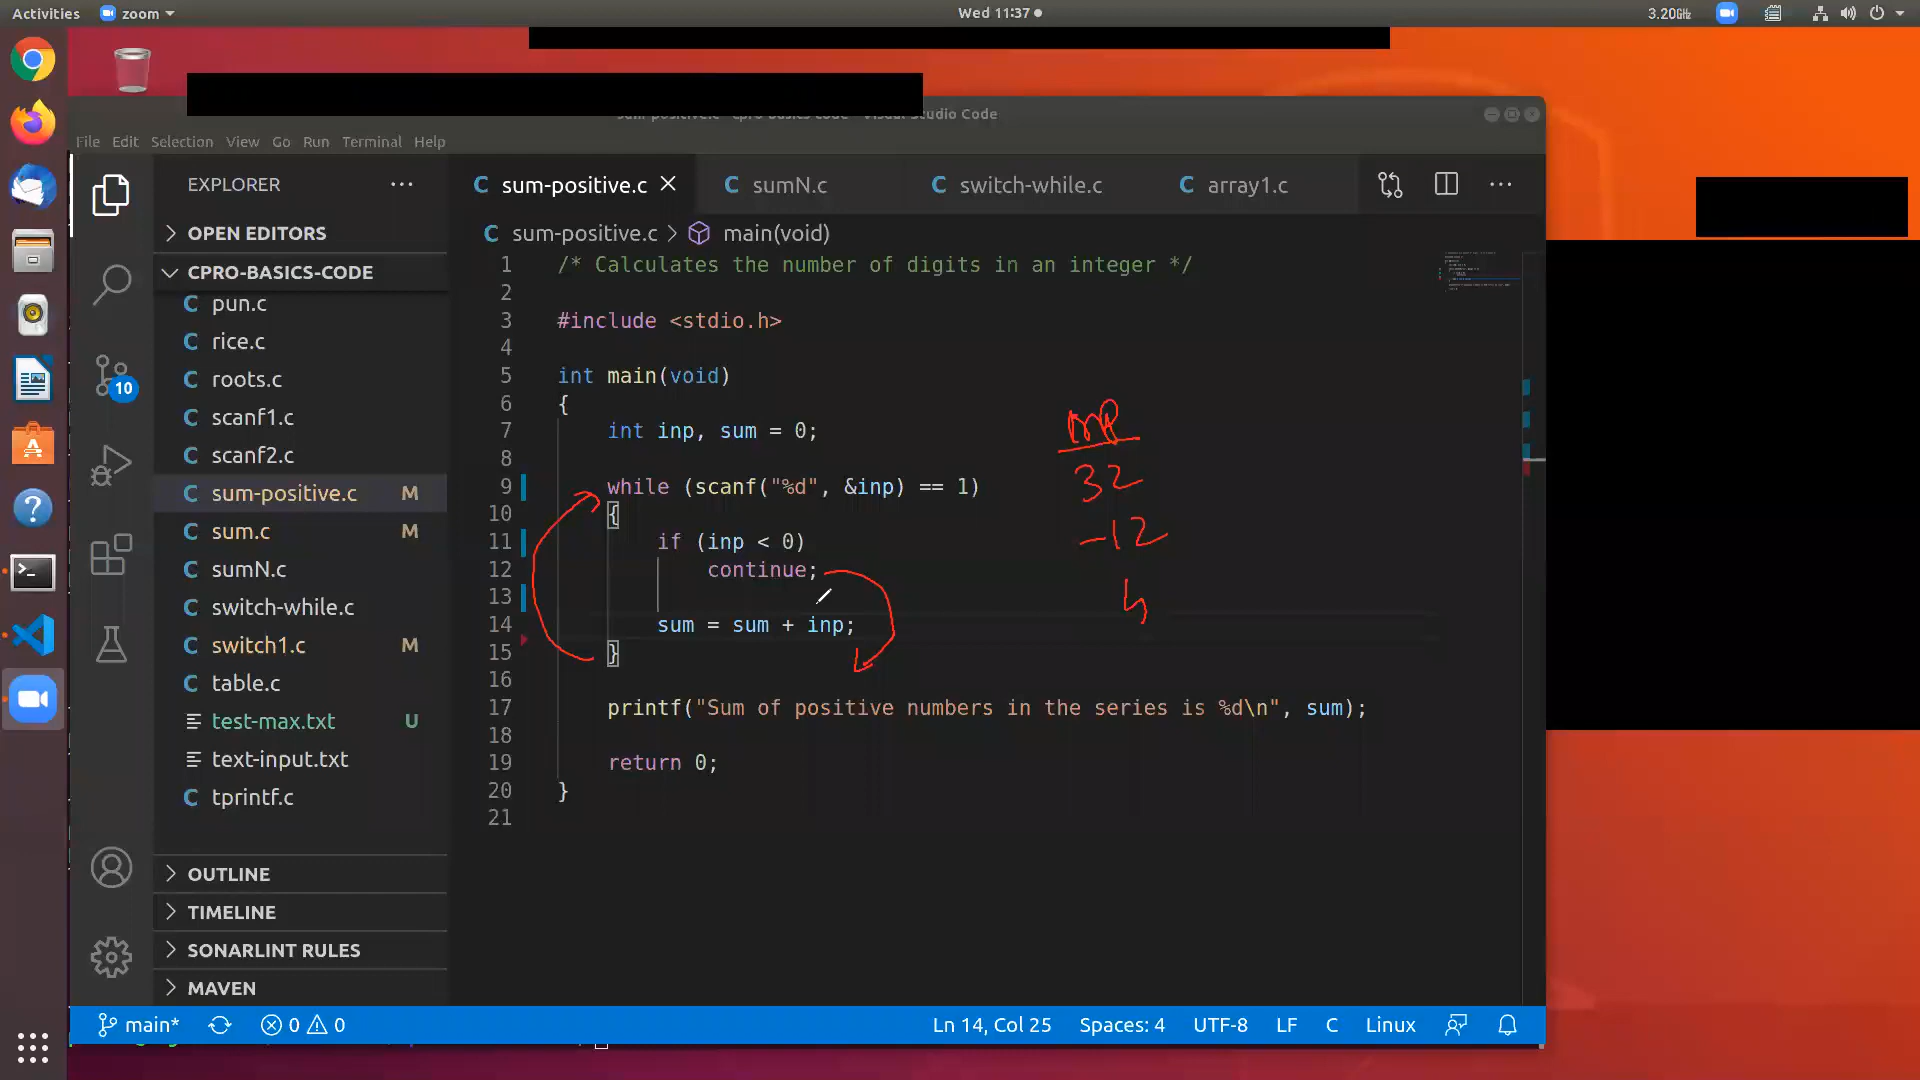 Activities zoom Wed 11:37 3.20GHz
Visual Studio Code
File Edit Selection View Go Run Terminal Help
EXPLORER ··· C sum-positive.c C sumN.c C switch-while.c C array1.c ···
OPEN EDITORS
C sum-positive.c > main(void)
CPRO-BASICS-CODE
C pun.c
C rice.c
C roots.c
C scanf1.c
C scanf2.c
C sum-positive.c M
C sum.c M
C sumN.c
C switch-while.c
C switch1.c M
C table.c
test-max.txt U
text-input.txt
C tprintf.c
10
OUTLINE
TIMELINE
SONARLINT RULES
MAVEN
1 /* Calculates the number of digits in an integer */
2
3 #include <stdio.h>
4
5 int main(void)
6 {
7 int inp, sum = 0;
8
9 while (scanf("%d", &inp) == 1)
10 {
11 if (inp < 0)
12 continue;
13
14 sum = sum + inp;
15 }
16
17 printf("Sum of positive numbers in the series is %d\n", sum);
18
19 return 0;
20 }
21
inp
32
-12
4
main* 0 0 Ln 14, Col 25 Spaces: 4 UTF-8 LF C Linux